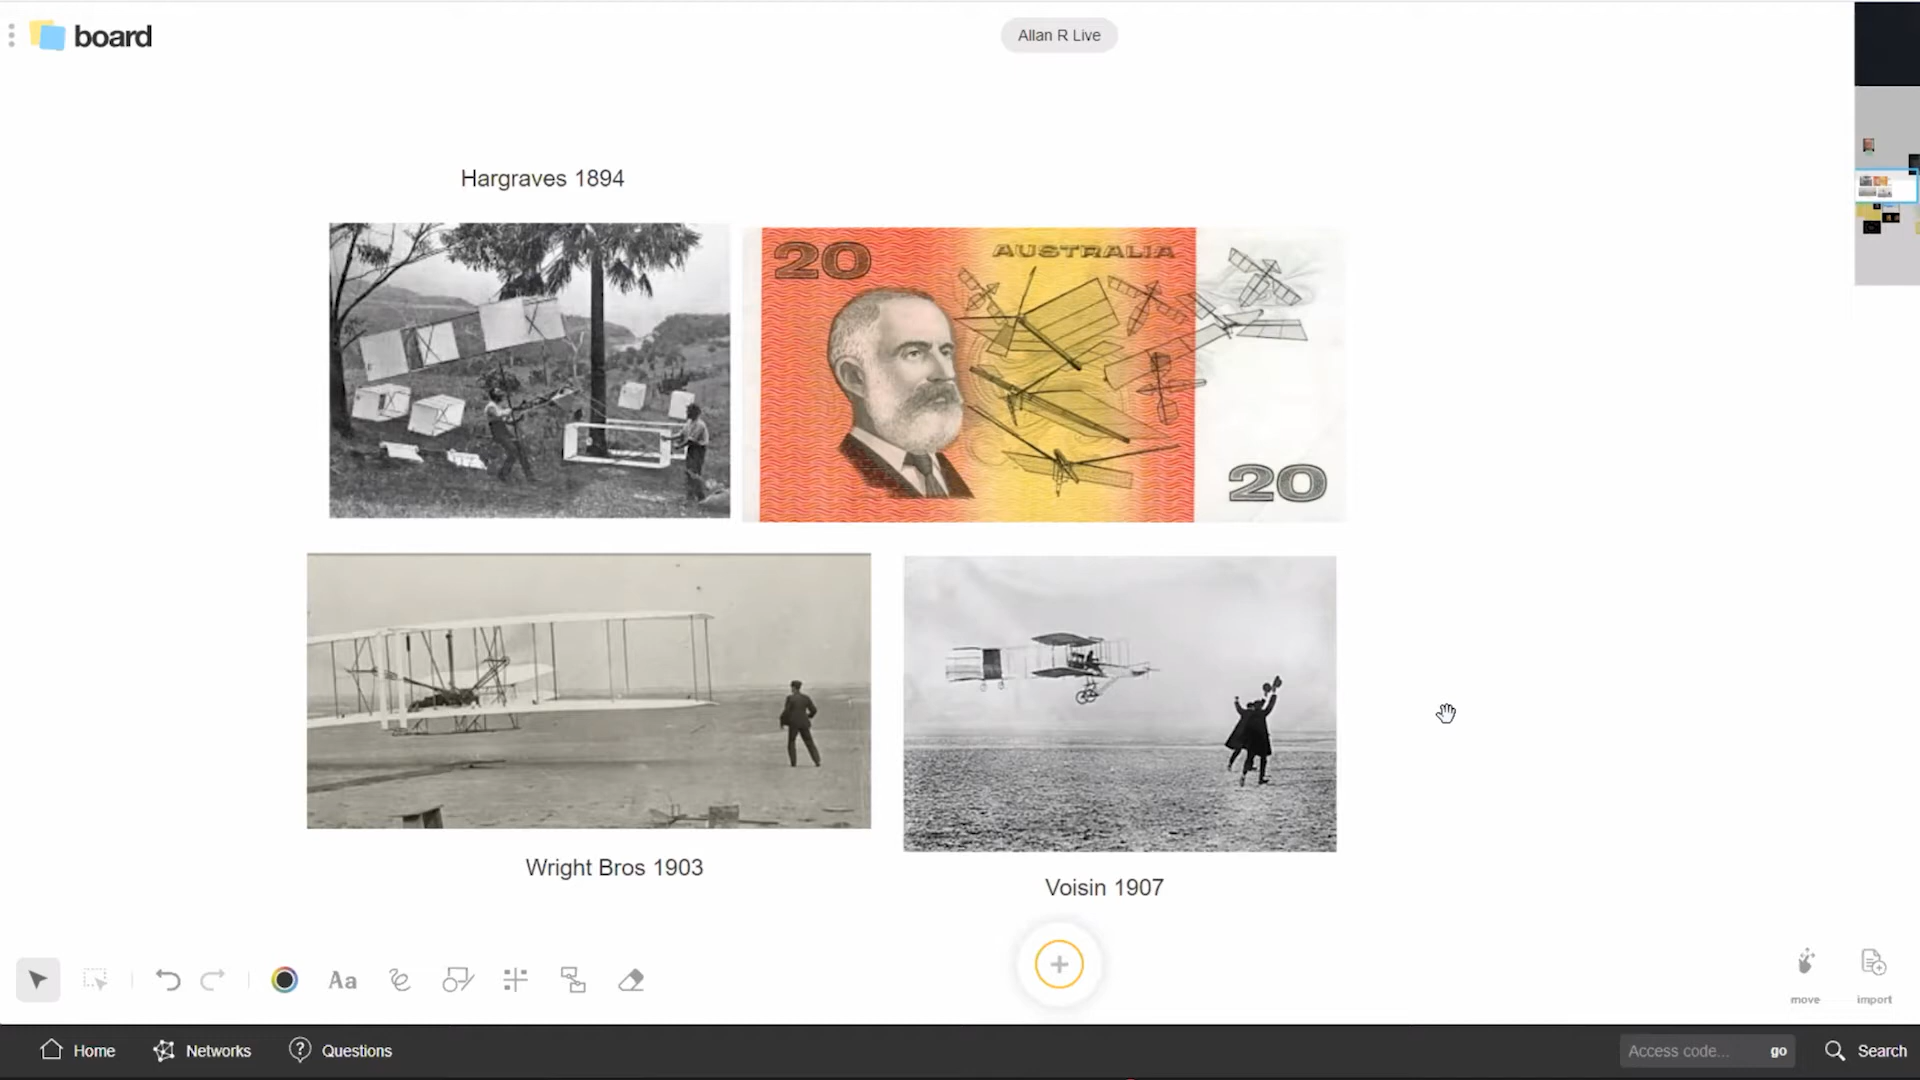 board
Allan R Live
Hargraves 1894
20
AUSTRALIA
20
Wright Bros 1903
Voisin 1907
Aa
move
import
Home
Networks
Questions
Access code...
go
Search